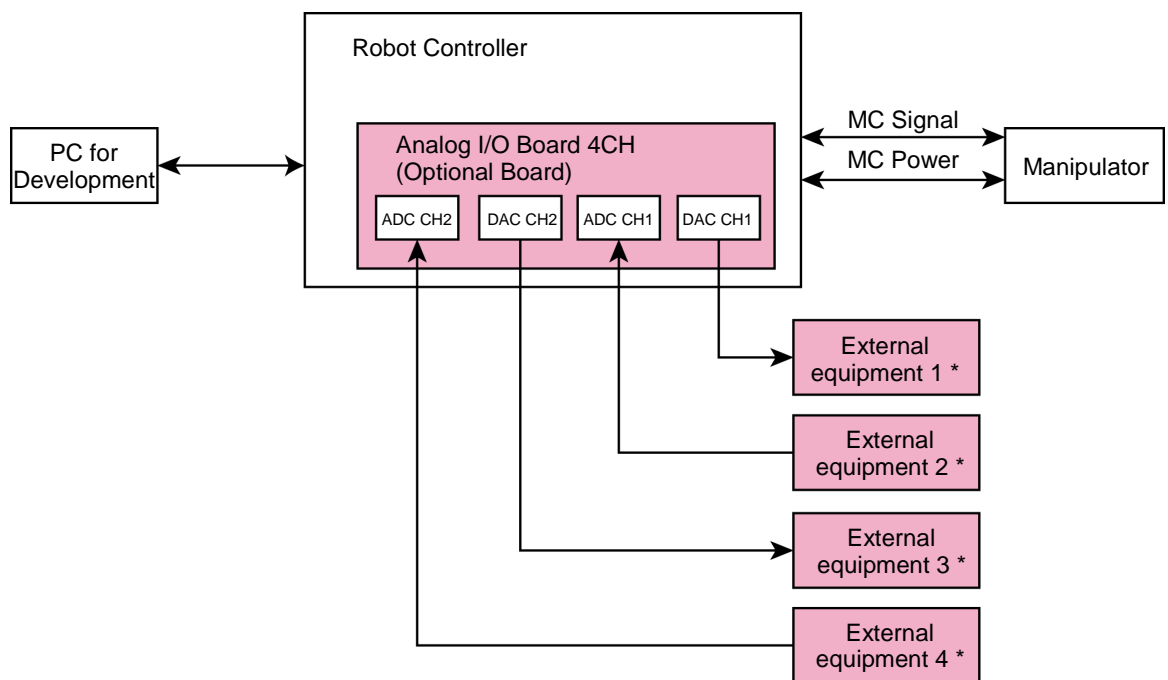 Robot Controller
PC for
Development
Analog I/O Board 4CH
(Optional Board)
ADC CH2
DAC CH2
ADC CH1
DAC CH1
MC Signal
MC Power
Manipulator
External
equipment 1 *
External
equipment 2 *
External
equipment 3 *
External
equipment 4 *